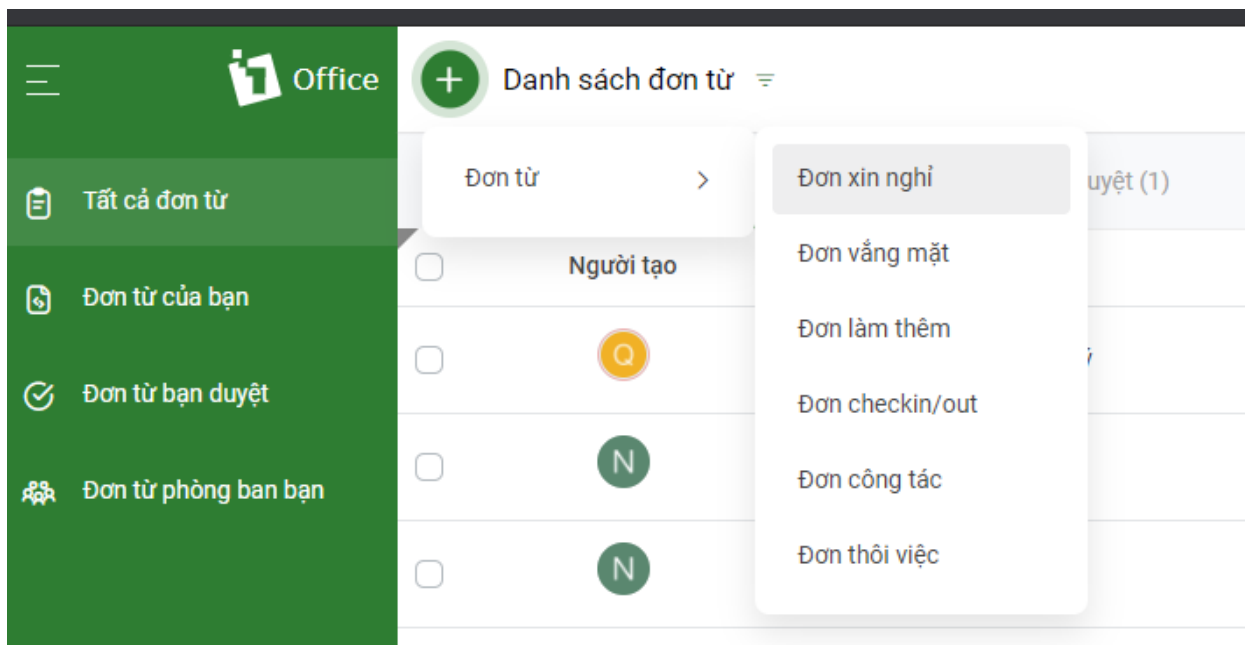 Office
Danh sách đơn từ
Đơn từ
Đơn xin nghỉ
(1)
Tất cả đơn từ
Đơn vắng mặt
Người tạo
Đơn từ của bạn
Đơn làm thêm
Q
Đơn từ bạn duyệt
Đơn checkin/out
N
Đơn từ phòng ban bạn
Đơn công tác
Đơn thôi việc
N